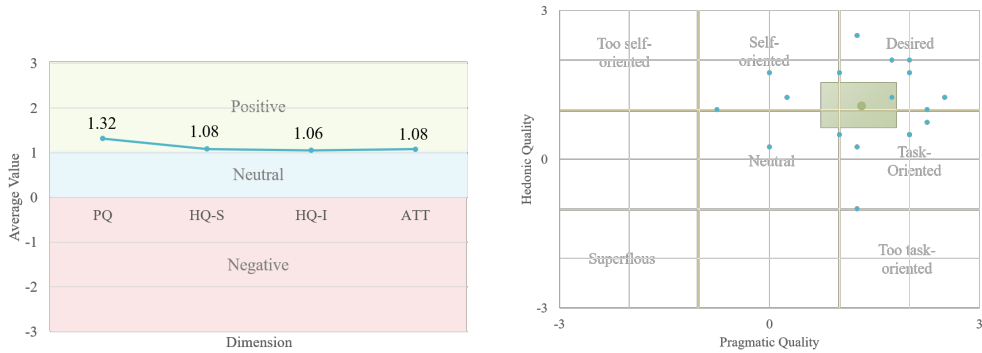 3
2
1
0
-1
-2
-3
Average Value
Positive
1.32
1.08
1.06
1.08
Neutral
PQ
HQ-S
HQ-I
ATT
Negative
Dimension
3
0
-3
Hedonic Quality
Too self-
oriented
Self-
oriented
Desired
Neutral
Task-
Oriented
Superflous
Too task-
oriented
-3
0
3
Pragmatic Quality